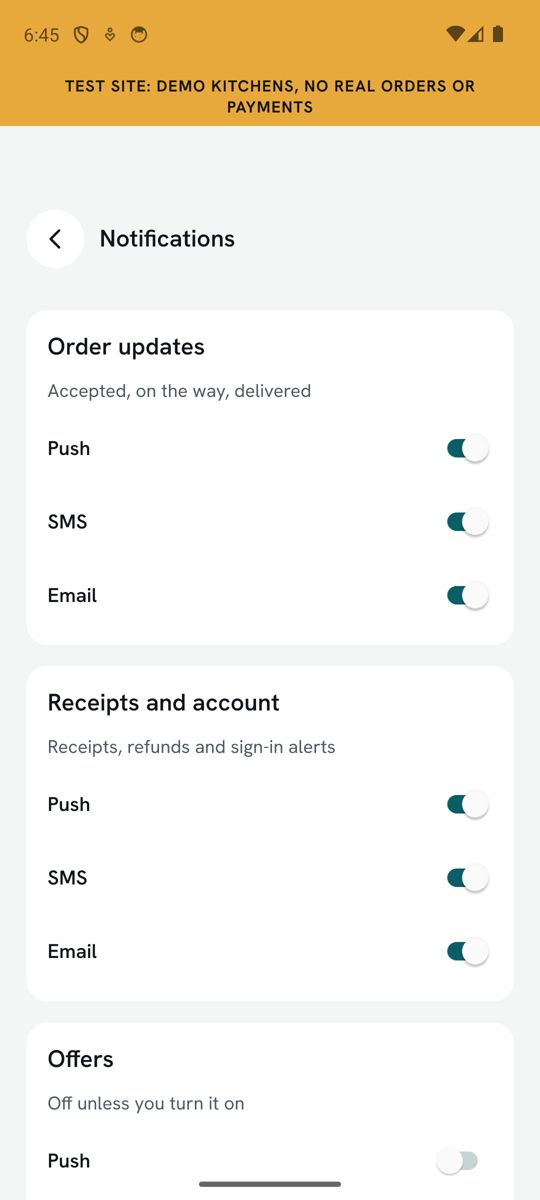 6:45
TEST SITE: DEMO KITCHENS, NO REAL ORDERS OR
PAYMENTS
Notifications
Order updates
Accepted, on the way, delivered
Push
SMS
Email
Receipts and account
Receipts, refunds and sign-in alerts
Push
SMS
Email
Offers
Off unless you turn it on
Push